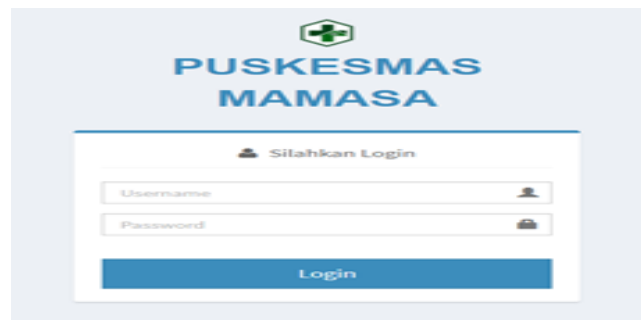 PUSKESMAS
MAMASA
Silahkan Login
Username
Password
Login